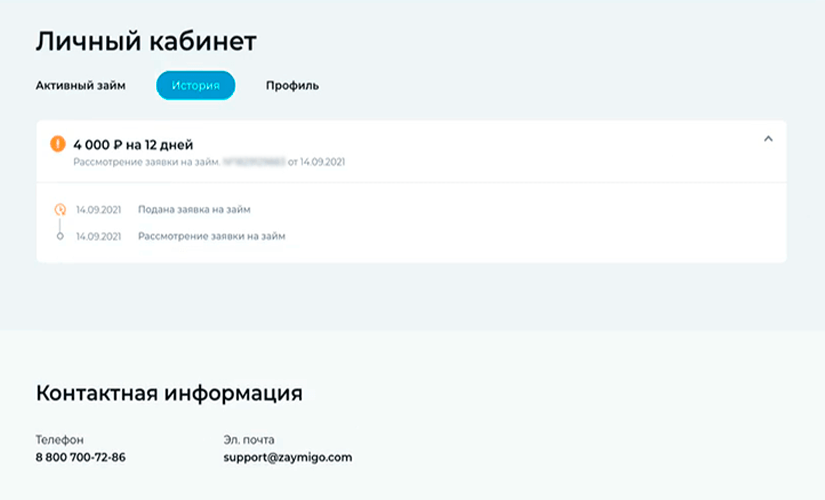 Личный кабинет
Активный займ История Профиль
4 000 ₽ на 12 дней
Рассмотрение заявки на займ. от 14.09.2021
14.09.2021 Подана заявка на займ
14.09.2021 Рассмотрение заявки на займ
Контактная информация
Телефон Эл. почта
8 800 700-72-86 support@zaymigo.com